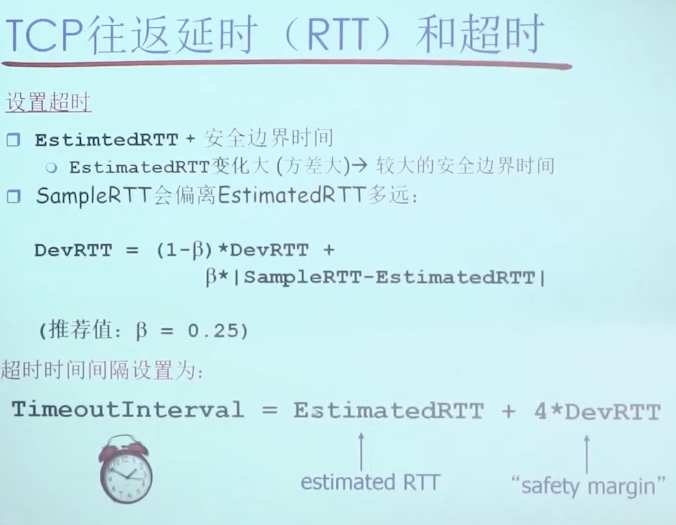 TCP往返延时（RTT）和超时
设置超时
EstimtedRTT + 安全边界时间
EstimatedRTT变化大 (方差大)→ 较大的安全边界时间
SampleRTT会偏离EstimatedRTT多远：
DevRTT = (1-β)*DevRTT +
β*|SampleRTT-EstimatedRTT|
(推荐值：β = 0.25)
超时时间间隔设置为：
TimeoutInterval = EstimatedRTT + 4*DevRTT
estimated RTT
“safety margin”